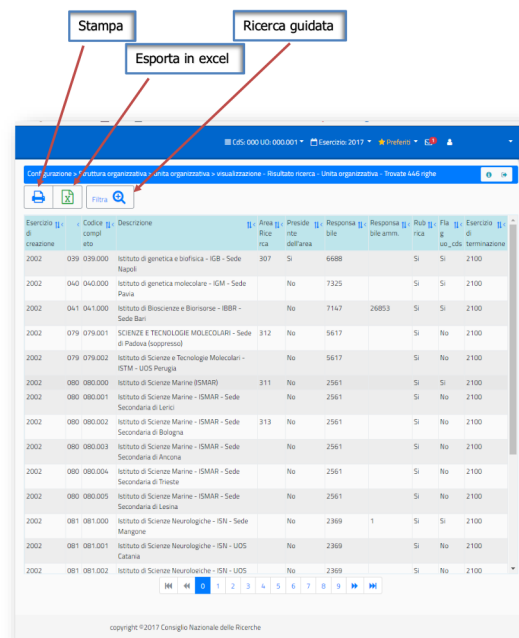 Stampa
Ricerca guidata
Esporta in excel
CdS: 000 UO: 000.001 Esercizio: 2017 Preferiti
Configurazione » Struttura organizzativa » unita organizzativa » visualizzazione - Risultato ricerca - Unita organizzativa - Trovate 446 righe
Filtra
Esercizio di creazione Codice completo Descrizione Area Ricerca Presidente dell'area Responsabile Responsabile amm. Rubrica Flag uo_cds Esercizio di terminazione
2002 039 039.000 Istituto di genetica e biofisica - IGB - Sede Napoli 307 Si 6688 Si Si 2100
2002 040 040.000 Istituto di genetica molecolare - IGM - Sede Pavia No 7325 Si Si 2100
2002 041 041.000 Istituto di Bioscienze e Biorisorse - IBBR - Sede Bari No 7147 26853 Si Si 2100
2002 079 079.001 SCIENZE E TECNOLOGIE MOLECOLARI - Sede di Padova (soppresso) 312 No 5617 Si No 2100
2002 079 079.002 Istituto di Scienze e Tecnologie Molecolari - ISTM - UOS Perugia No 5617 Si No 2100
2002 080 080.000 Istituto di Scienze Marine (ISMAR) 311 No 2561 Si Si 2100
2002 080 080.001 Istituto di Scienze Marine - ISMAR - Sede Secondaria di Lerici No 2561 Si No 2100
2002 080 080.002 Istituto di Scienze Marine - ISMAR - Sede Secondaria di Bologna 313 No 2561 Si No 2100
2002 080 080.003 Istituto di Scienze Marine - ISMAR - Sede Secondaria di Ancona No 2561 Si No 2100
2002 080 080.004 Istituto di Scienze Marine - ISMAR - Sede Secondaria di Trieste No 2561 Si No 2100
2002 080 080.005 Istituto di Scienze Marine - ISMAR - Sede Secondaria di Lesina No 2561 Si No 2100
2002 081 081.000 Istituto di Scienze Neurologiche - ISN - Sede Mangone No 2369 1 Si Si 2100
2002 081 081.001 Istituto di Scienze Neurologiche - ISN - UOS Catania No 2369 Si No 2100
2002 081 081.002 Istituto di Scienze Neurologiche - ISN - UOS No 2369 Si No 2100
0 1 2 3 4 5 6 7 8 9
copyright ©2017 Consiglio Nazionale delle Ricerche